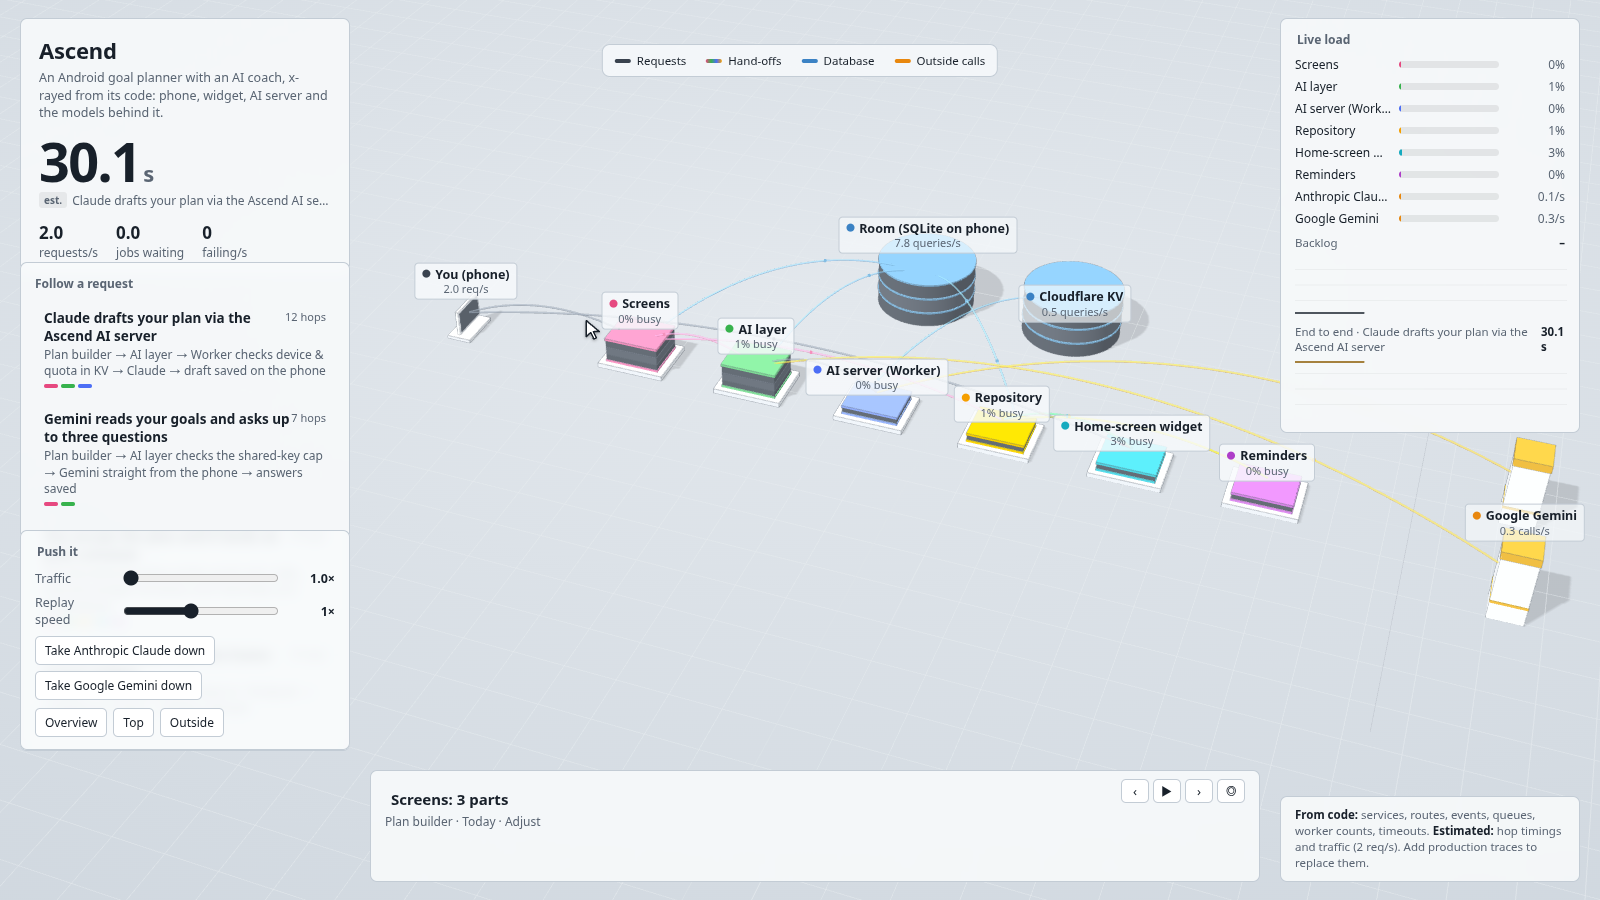 Ascend
An Android goal planner with an AI coach, x-
rayed from its code: phone, widget, AI server and
the models behind it.
30.1 s
est. Claude drafts your plan via the Ascend AI se...
2.0 0.0 0
requests/s jobs waiting failing/s
Follow a request
Claude drafts your plan via the 12 hops
Ascend AI server
Plan builder → AI layer → Worker checks device &
quota in KV → Claude → draft saved on the phone
Gemini reads your goals and asks up 7 hops
to three questions
Plan builder → AI layer checks the shared-key cap
→ Gemini straight from the phone → answers
saved
Push it
Traffic 1.0×
Replay
speed 1×
Take Anthropic Claude down
Take Google Gemini down
Overview Top Outside
Requests Hand-offs Database Outside calls
You (phone)
2.0 req/s
Screens
0% busy
AI layer
1% busy
Room (SQLite on phone)
7.8 queries/s
Cloudflare KV
0.5 queries/s
AI server (Worker)
0% busy
Repository
1% busy
Home-screen widget
3% busy
Reminders
0% busy
Google Gemini
0.3 calls/s
Live load
Screens 0%
AI layer 1%
AI server (Work... 0%
Repository 1%
Home-screen ... 3%
Reminders 0%
Anthropic Clau... 0.1/s
Google Gemini 0.3/s
Backlog –
End to end · Claude drafts your plan via the 30.1
Ascend AI server s
Screens: 3 parts
Plan builder · Today · Adjust
From code: services, routes, events, queues,
worker counts, timeouts. Estimated: hop timings
and traffic (2 req/s). Add production traces to
replace them.